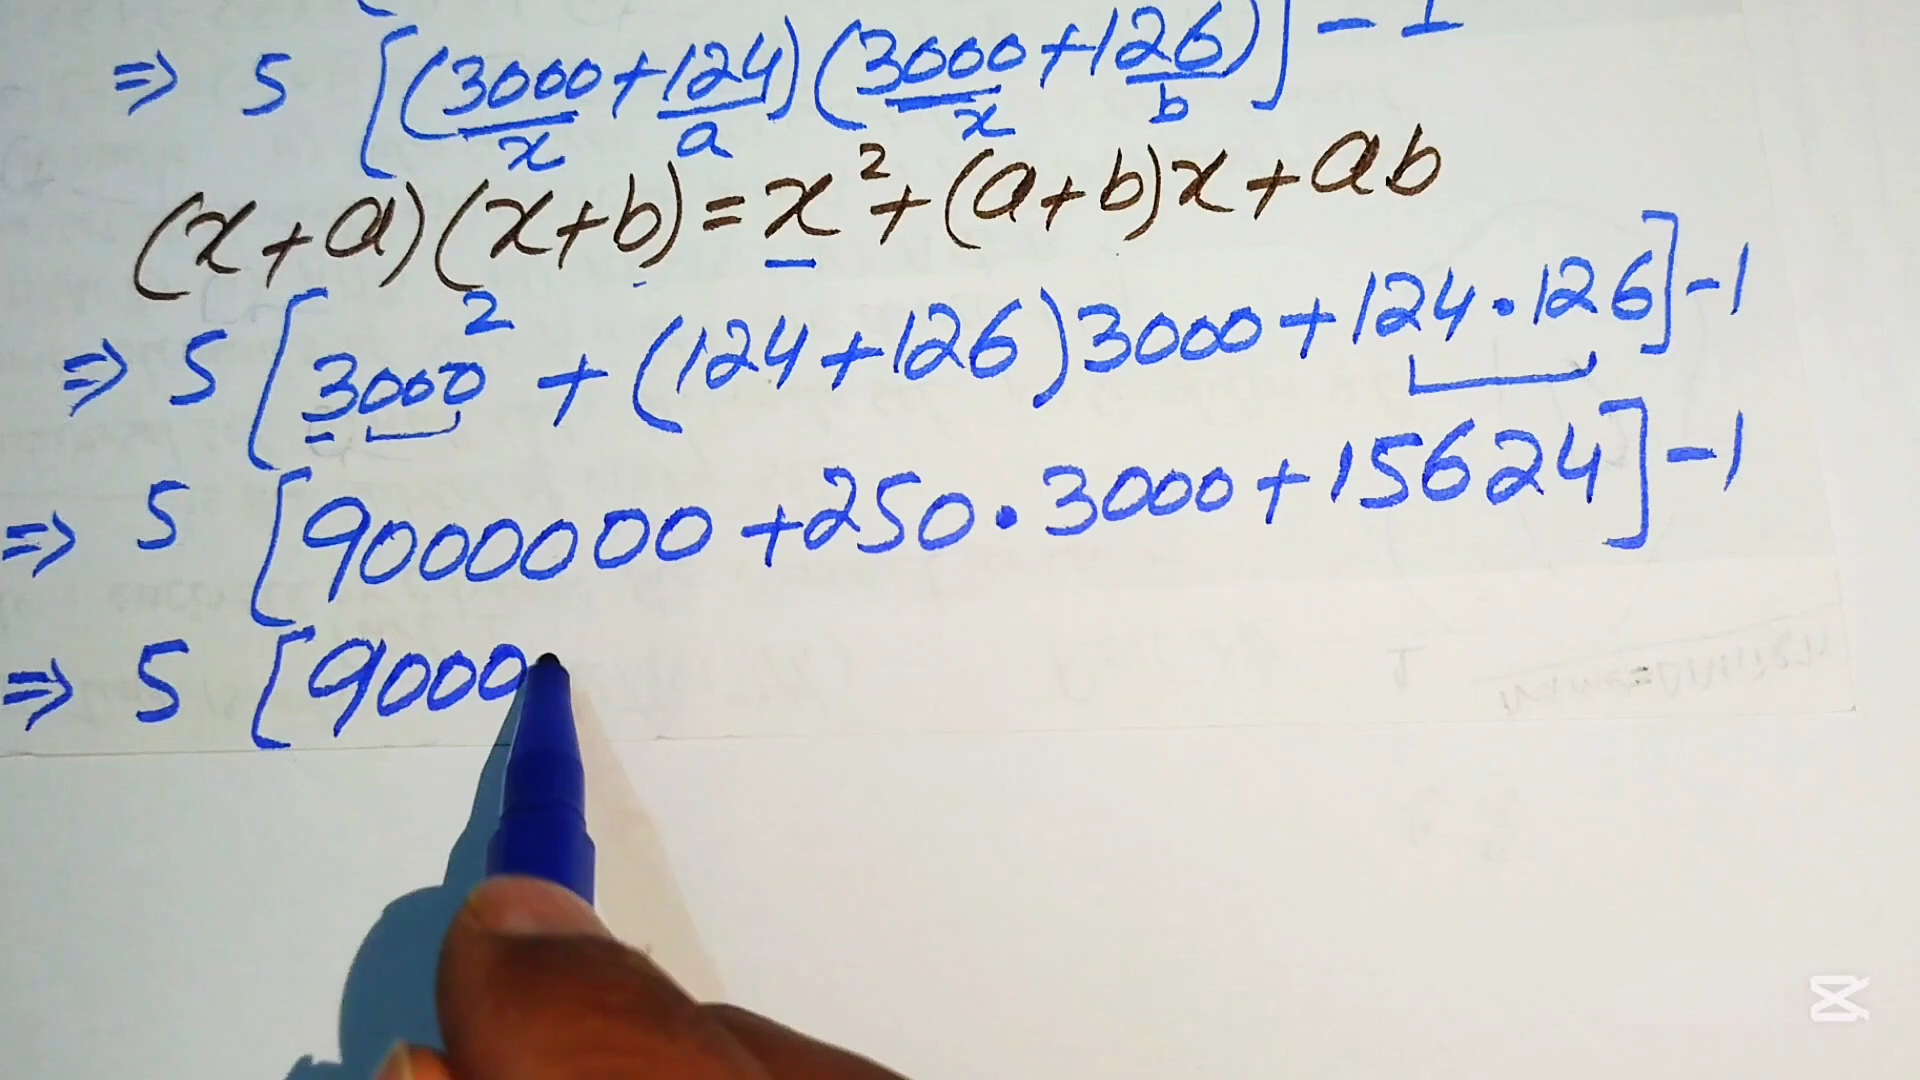 ⇒ 5 [(3000+124)(3000+126)] - 1
x a x b
(x+a)(x+b) = x²+(a+b)x+ab
⇒ 5 [3000² + (124+126)3000+124·126]-1
⇒ 5 [9000000+250·3000+15624]-1
⇒ 5 [9000